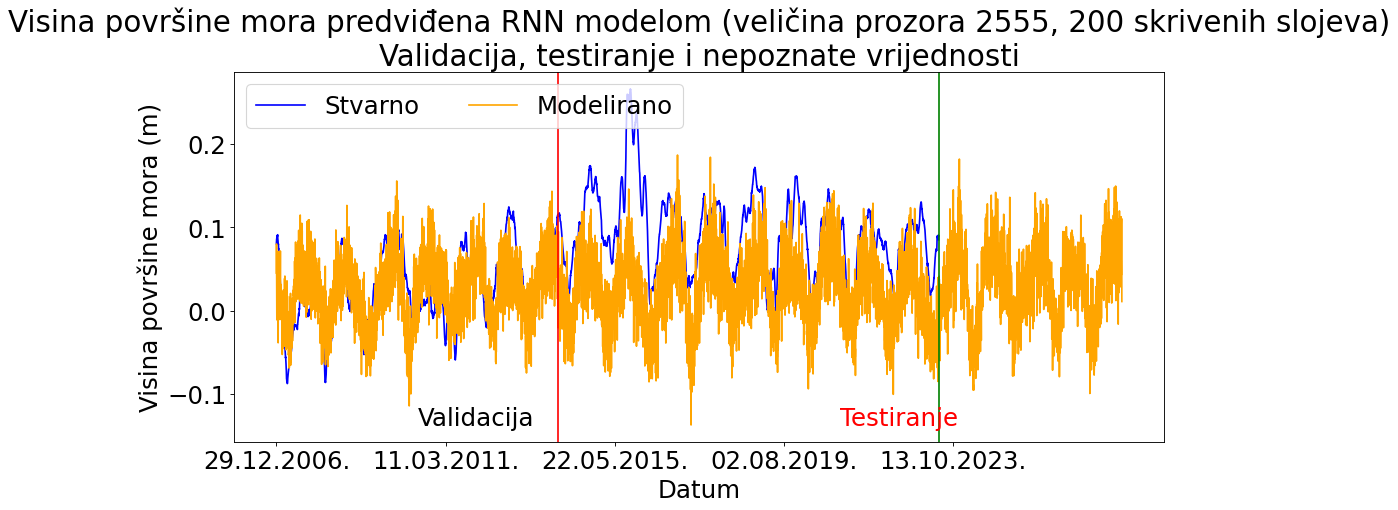 Visina površine mora predviđena RNN modelom (veličina prozora 2555, 200 skrivenih slojeva)
Validacija, testiranje i nepoznate vrijednosti
Stvarno Modelirano
Visina površine mora (m)
0.2
0.1
0.0
−0.1
Validacija Testiranje
29.12.2006. 11.03.2011. 22.05.2015. 02.08.2019. 13.10.2023.
Datum